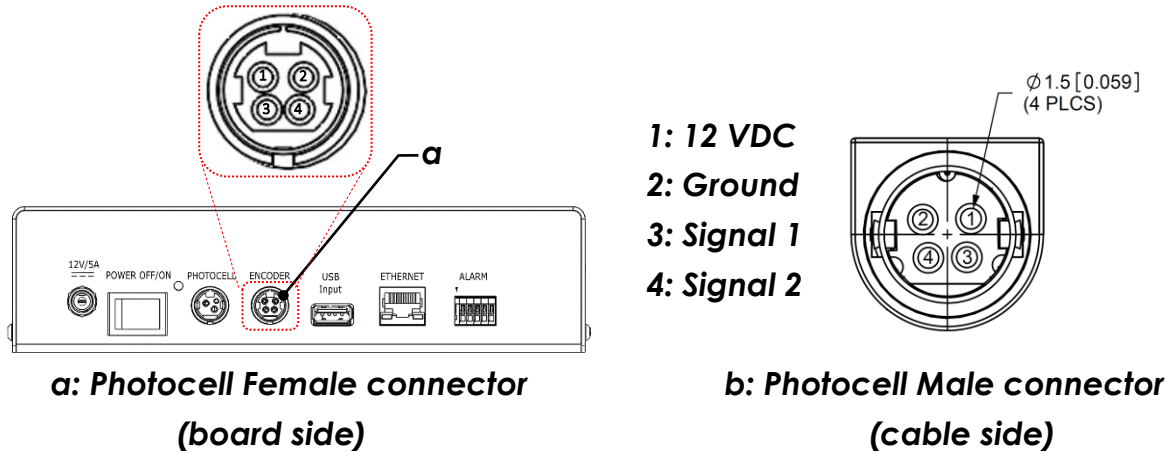 1 2
3 4
a
12V/5A
POWER OFF/ON
PHOTOCELL
ENCODER
USB
Input
ETHERNET
ALARM
a: Photocell Female connector
(board side)
1: 12 VDC
2: Ground
3: Signal 1
4: Signal 2
Ø 1.5 [0.059]
(4 PLCS)
2 1
4 3
b: Photocell Male connector
(cable side)